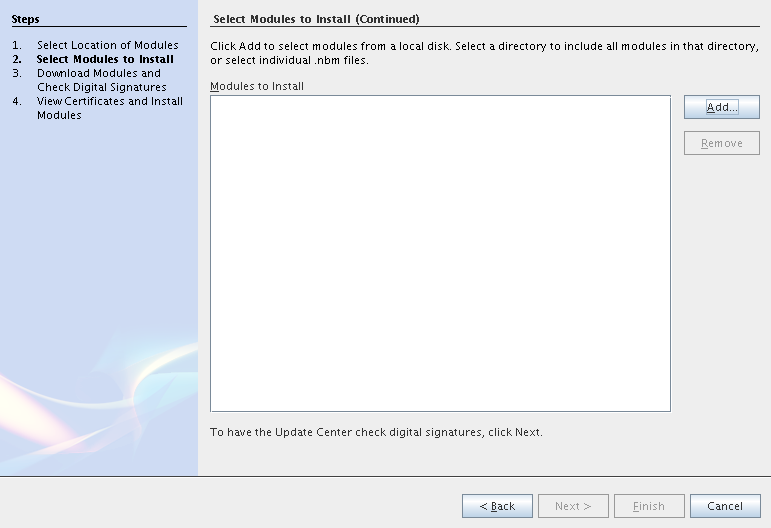 Steps
1. Select Location of Modules
2. Select Modules to Install
3. Download Modules and
Check Digital Signatures
4. View Certificates and Install
Modules
Select Modules to Install (Continued)
Click Add to select modules from a local disk. Select a directory to include all modules in that directory,
or select individual .nbm files.
Modules to Install
Add...
Remove
To have the Update Center check digital signatures, click Next.
< Back
Next >
Finish
Cancel